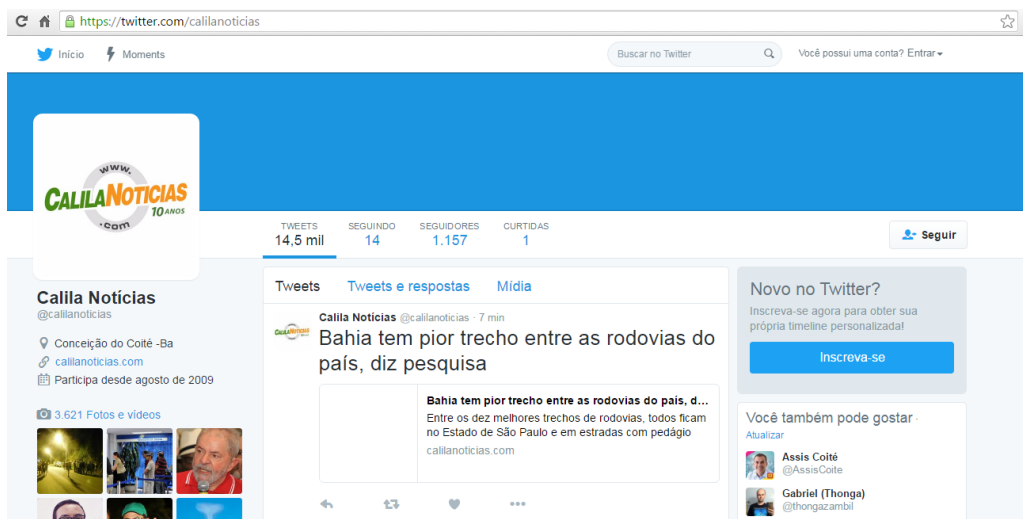 https://twitter.com/calilanoticias
Início
Moments
Buscar no Twitter
Você possui uma conta? Entrar
www.
CALILANOTICIAS
10 ANOS
.com
TWEETS
14,5 mil
SEGUINDO
14
SEGUIDORES
1.157
CURTIDAS
1
Seguir
Calila Notícias
@calilanoticias
Conceição do Coité -Ba
calilanoticias.com
Participa desde agosto de 2009
3.621 Fotos e vídeos
Tweets
Tweets e respostas
Mídia
CALILANOTICIAS
Calila Notícias @calilanoticias · 7 min
Bahia tem pior trecho entre as rodovias do
país, diz pesquisa
Bahia tem pior trecho entre as rodovias do país, d...
Entre os dez melhores trechos de rodovias, todos ficam
no Estado de São Paulo e em estradas com pedágio
calilanoticias.com
Novo no Twitter?
Inscreva-se agora para obter sua
própria timeline personalizada!
Inscreva-se
Você também pode gostar ·
Atualizar
Assis Coité
@AssisCoite
Gabriel (Thonga)
@thongazambil